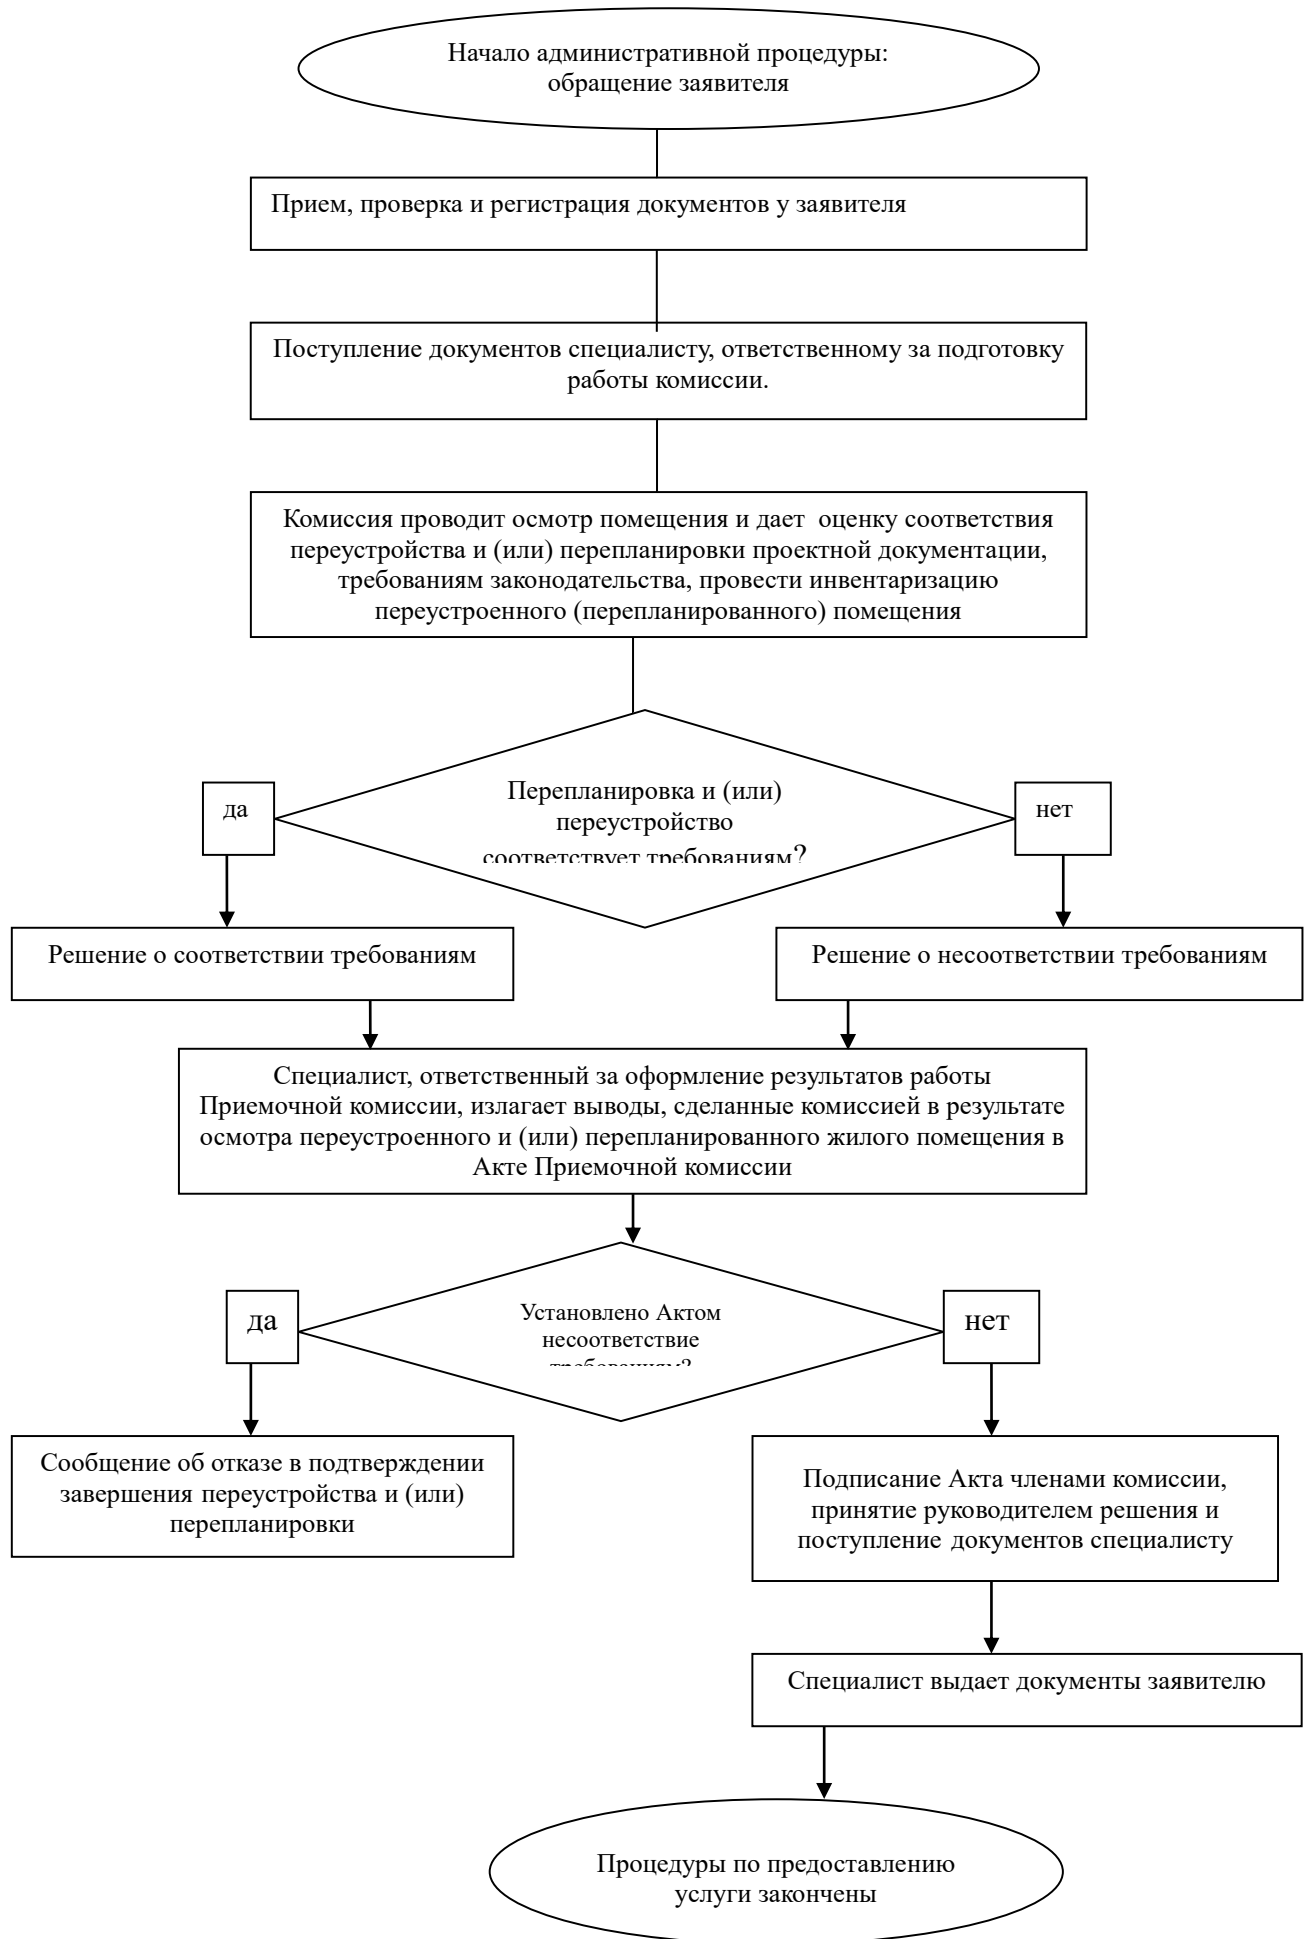 Начало административной процедуры:
обращение заявителя
Прием, проверка и регистрация документов у заявителя
Поступление документов специалисту, ответственному за подготовку
работы комиссии.
Комиссия проводит осмотр помещения и дает  оценку соответствия
переустройства и (или) перепланировки проектной документации,
требованиям законодательства, провести инвентаризацию
переустроенного (перепланированного) помещения
Перепланировка и (или)
переустройство
соответствует требованиям?
да
нет
Решение о соответствии требованиям
Решение о несоответствии требованиям
Специалист, ответственный за оформление результатов работы
Приемочной комиссии, излагает выводы, сделанные комиссией в результате
осмотра переустроенного и (или) перепланированного жилого помещения в
Акте Приемочной комиссии
Установлено Актом
несоответствие
требованиям?
да
нет
Сообщение об отказе в подтверждении
завершения переустройства и (или)
перепланировки
Подписание Акта членами комиссии,
принятие руководителем решения и
поступление документов специалисту
Специалист выдает документы заявителю
Процедуры по предоставлению
услуги закончены